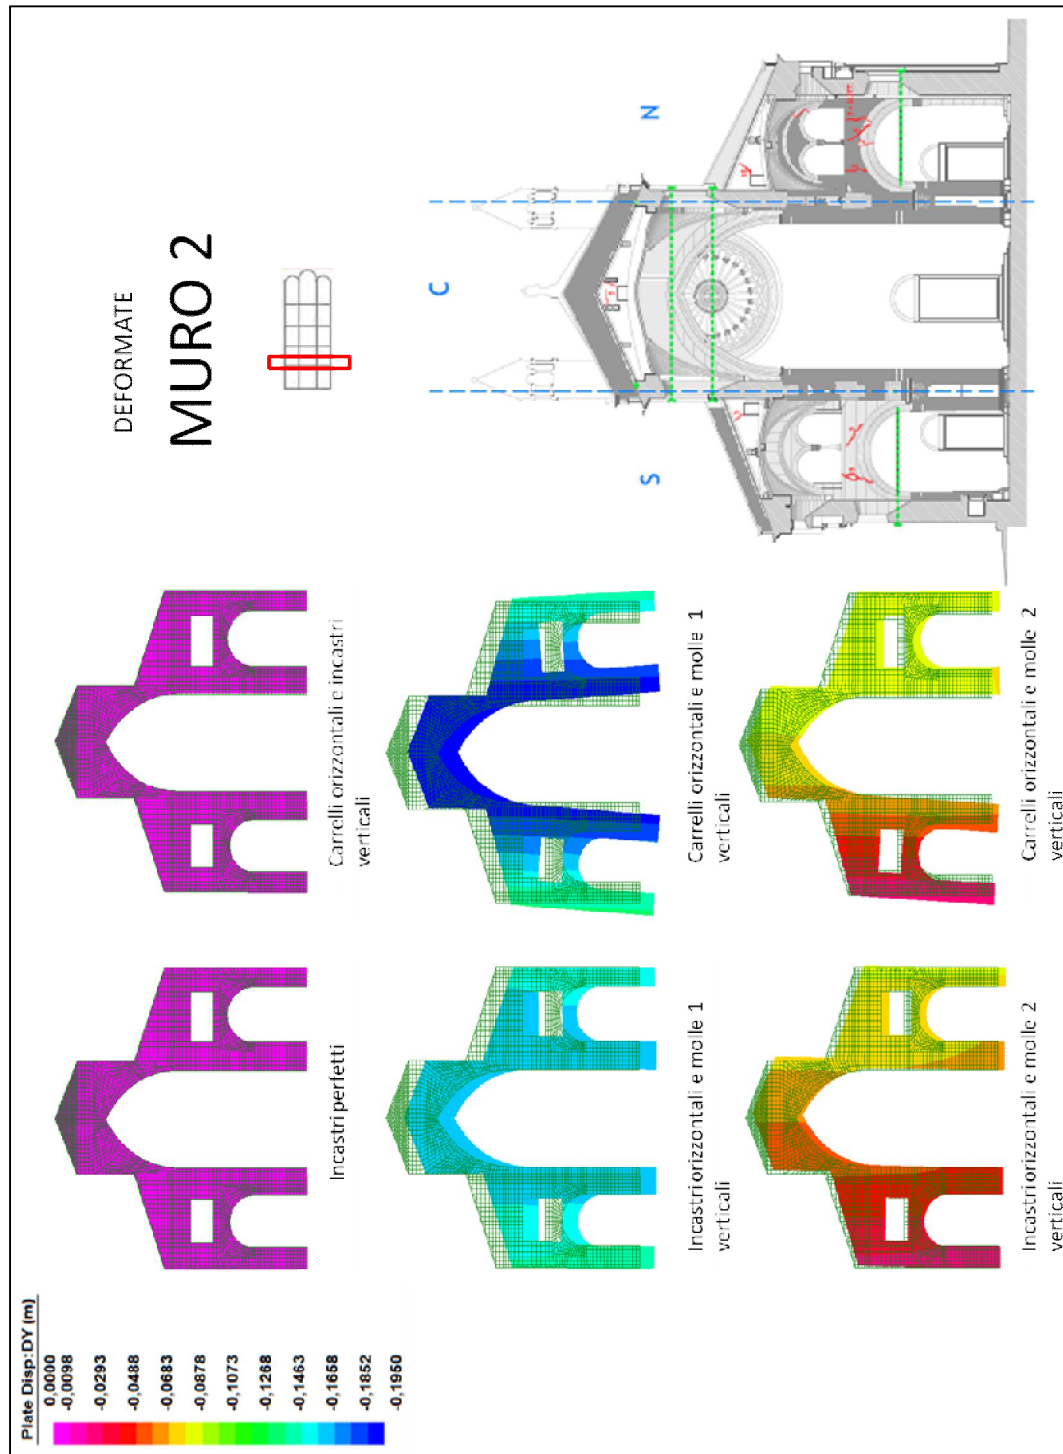 DEFORMATE
MURO 2
Plate Disp:DY (m)
0,0000
-0,0098
-0,0293
-0,0488
-0,0683
-0,0878
-0,1073
-0,1268
-0,1463
-0,1658
-0,1852
-0,1950
Incastri perfetti
Carrelli orizzontali e incastri
verticali
Incastri orizzontali e molle 1
verticali
Carrelli orizzontali e molle 1
verticali
Incastri orizzontali e molle 2
verticali
Carrelli orizzontali e molle 2
verticali
S
C
N